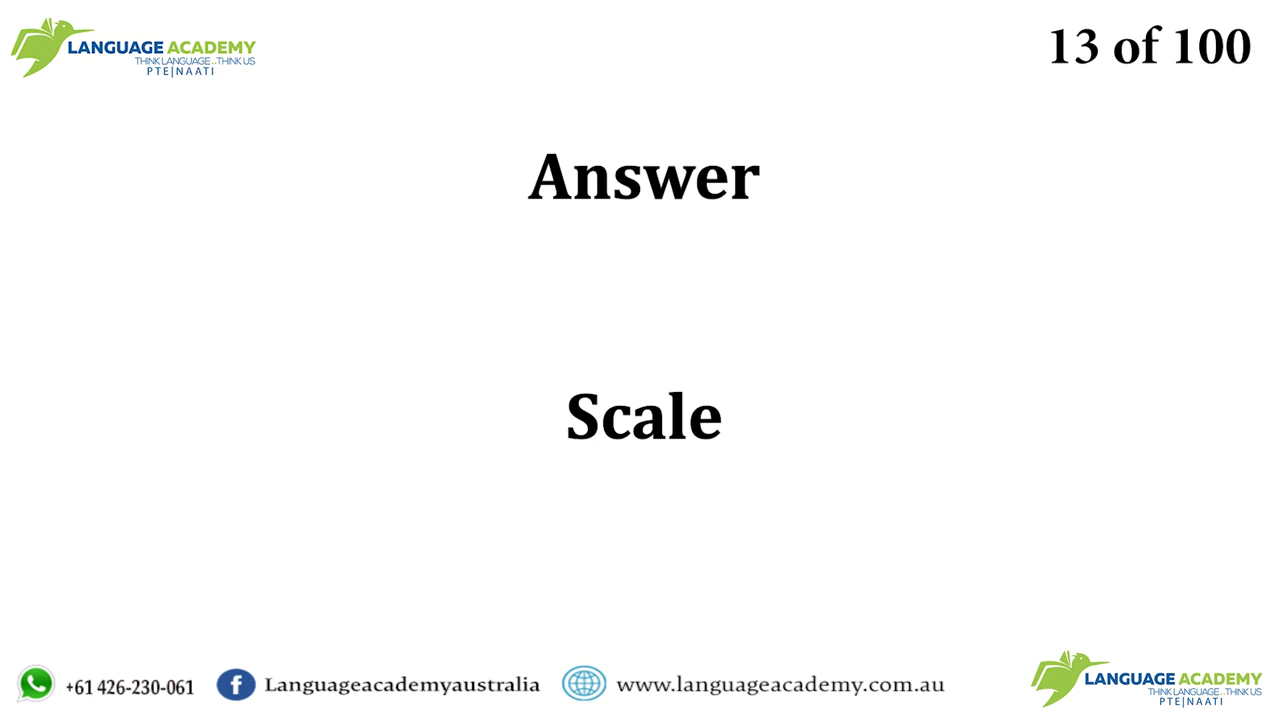 LANGUAGE ACADEMY
THINK LANGUAGE .. THINK US
PTE|NAATI
13 of 100
Answer
Scale
+61 426-230-061
Languageacademyaustralia
www.languageacademy.com.au
LANGUAGE ACADEMY
THINK LANGUAGE .. THINK US
PTE|NAATI